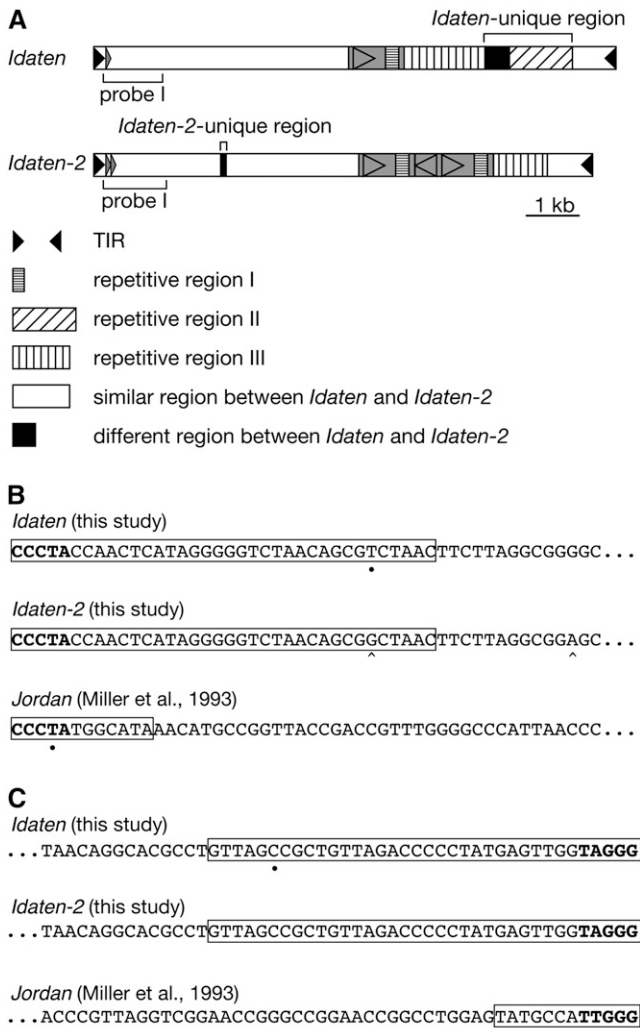 A
Idaten-unique region
Idaten
probe I
Idaten-2-unique region
Idaten-2
probe I
1 kb
TIR
repetitive region I
repetitive region II
repetitive region III
similar region between Idaten and Idaten-2
different region between Idaten and Idaten-2
B
Idaten (this study)
CCCTACCAACTCATAGGGGGTCTAACAGCGTCTAACTTCTTAGGCGGGGC...
Idaten-2 (this study)
CCCTACCAACTCATAGGGGGTCTAACAGCGGCTAACTTCTTAGGCGGAGC...
Jordan (Miller et al., 1993)
CCCTATGGCATAAACATGCCGGTTACCGACCGTTTGGGGCCCATTAACCC...
C
Idaten (this study)
...TAACAGGCACGCCTGTTAGCCGCTGTTAGACCCCCTATGAGTTGGTAGGG
Idaten-2 (this study)
...TAACAGGCACGCCTGTTAGCCGCTGTTAGACCCCCTATGAGTTGGTAGGG
Jordan (Miller et al., 1993)
...ACCCGTTAGGTCGGAACCGGGCCGGAACCGGCCTGGAGTATGCCATTGGG